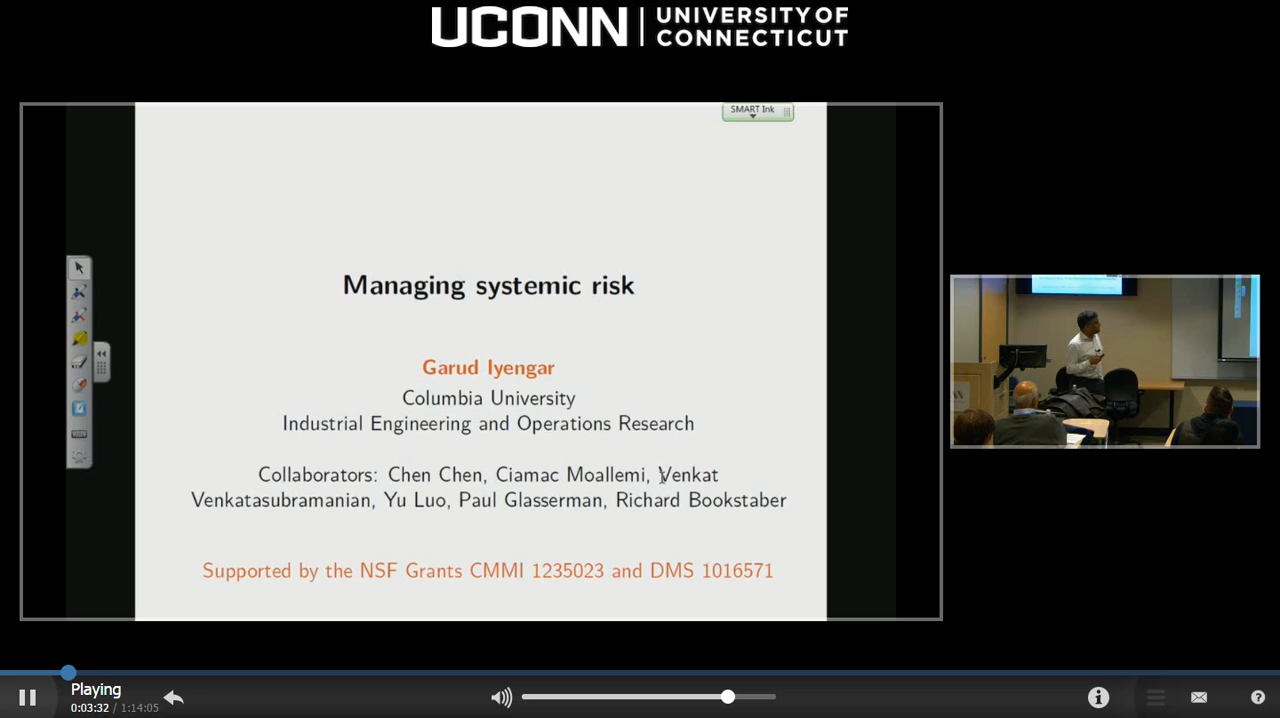 UCONN UNIVERSITY OF
CONNECTICUT
SMART Ink
Managing systemic risk
Garud Iyengar
Columbia University
Industrial Engineering and Operations Research
Collaborators: Chen Chen, Ciamac Moallemi, Venkat
Venkatasubramanian, Yu Luo, Paul Glasserman, Richard Bookstaber
Supported by the NSF Grants CMMI 1235023 and DMS 1016571
Playing
0:03:32 / 1:14:05